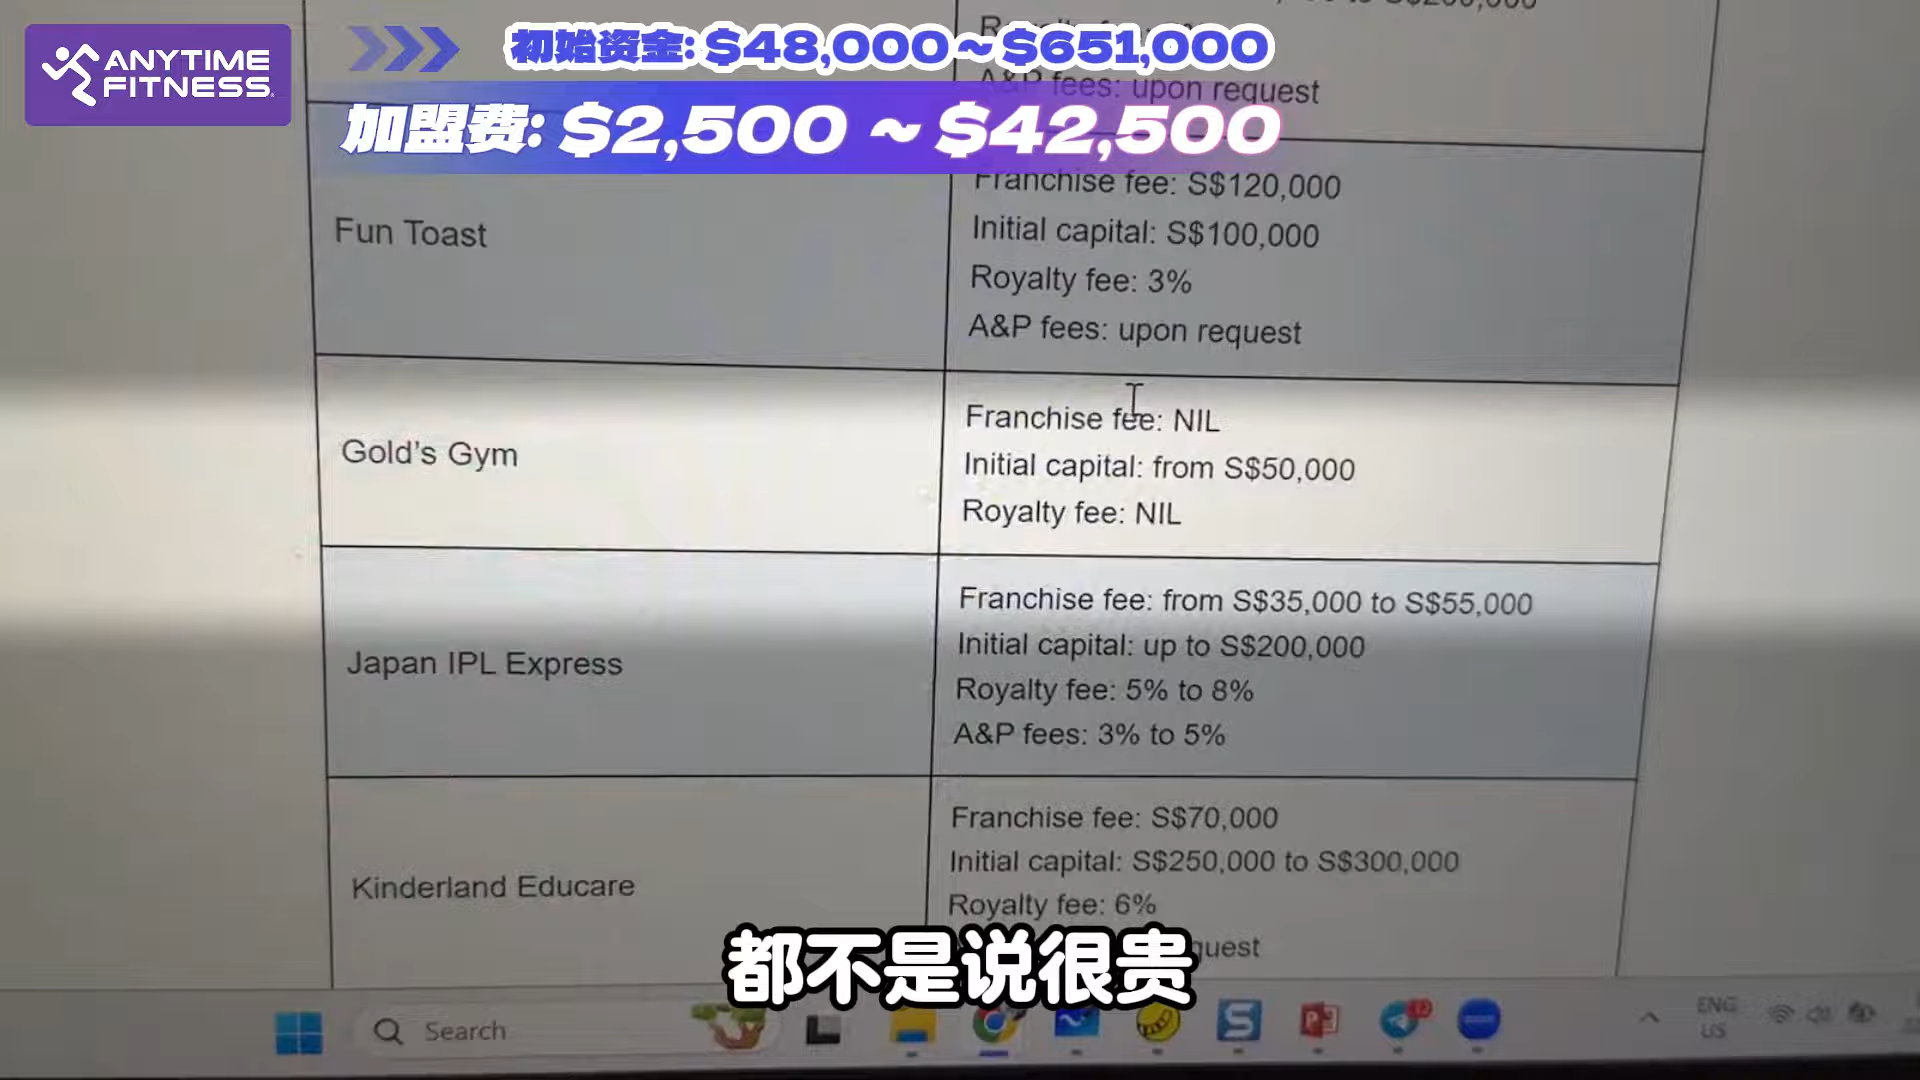 ANYTIME
FITNESS
初始资金: $48,000~$651,000
加盟费: $2,500 ~ $42,500
A&P fees: upon request
Fun Toast
Franchise fee: S$120,000
Initial capital: S$100,000
Royalty fee: 3%
A&P fees: upon request
Gold's Gym
Franchise fee: NIL
Initial capital: from S$50,000
Royalty fee: NIL
Japan IPL Express
Franchise fee: from S$35,000 to S$55,000
Initial capital: up to S$200,000
Royalty fee: 5% to 8%
A&P fees: 3% to 5%
Kinderland Educare
Franchise fee: S$70,000
Initial capital: S$250,000 to S$300,000
Royalty fee: 6%
都不是说很贵
Search
ENG
US